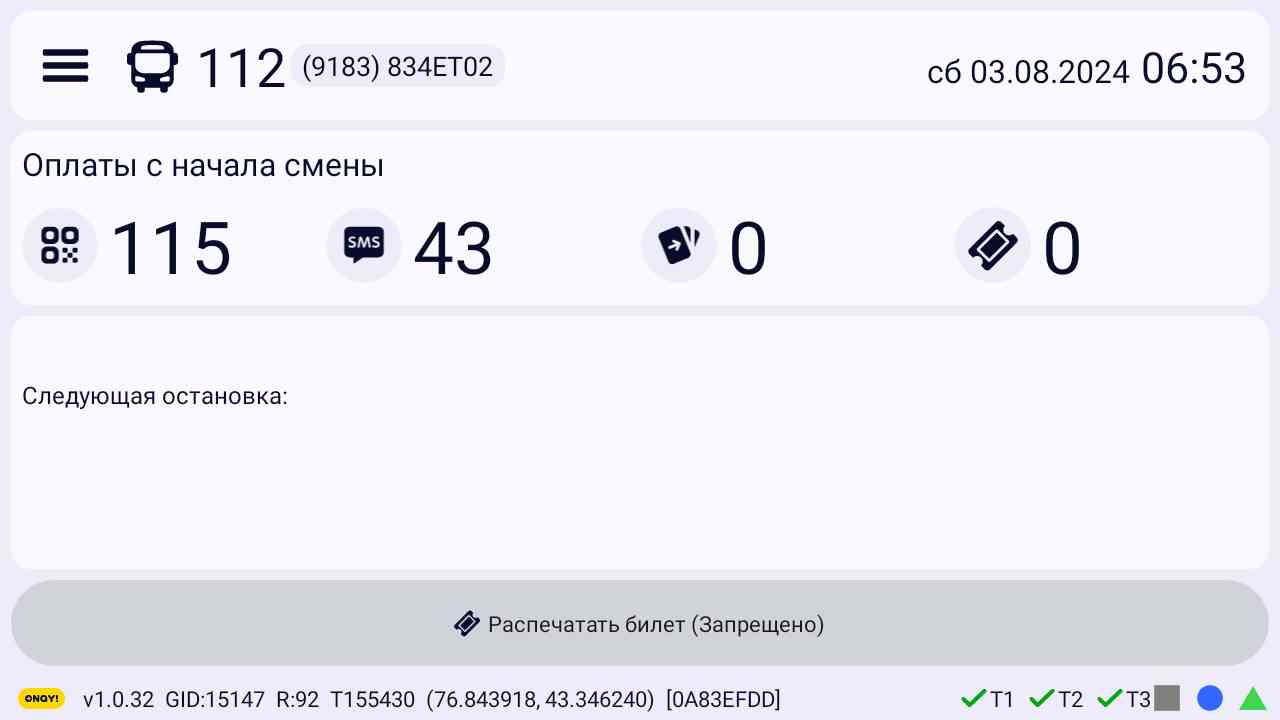 112 (9183) 834ET02 сб 03.08.2024 06:53
Оплаты с начала смены
115 SMS 43 0 0
Следующая остановка:
Распечатать билет (Запрещено)
ONAY! v1.0.32 GID:15147 R:92 T155430 (76.843918, 43.346240) [0A83EFDD] T1 T2 T3